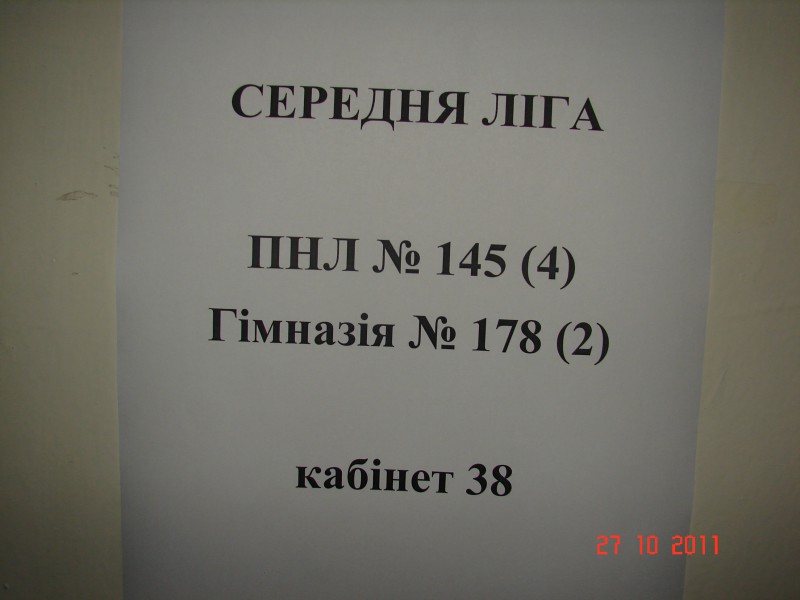 СЕРЕДНЯ ЛІГА
ПНЛ № 145 (4)
Гімназія № 178 (2)
кабінет 38
27 10 2011